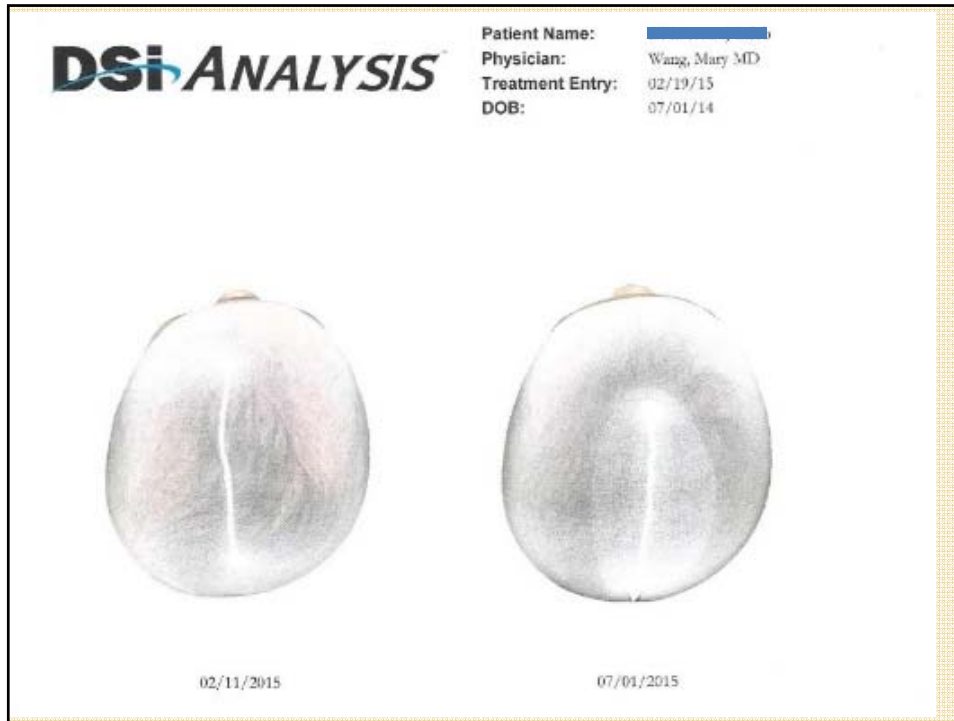 DSi ANALYSIS
Patient Name:
Physician: Wang, Mary MD
Treatment Entry: 02/19/15
DOB: 07/01/14
02/11/2015
07/01/2015